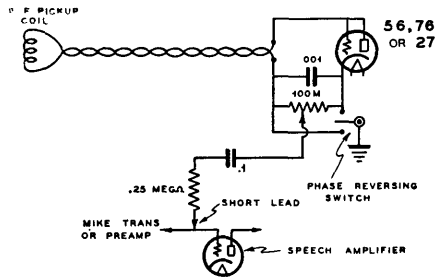 R F PICKUP
COIL
56,76
OR 27
001
100M
.1
.25 MEGΩ
PHASE REVERSING
SWITCH
SHORT LEAD
MIKE TRANS
OR PREAMP
SPEECH AMPLIFIER